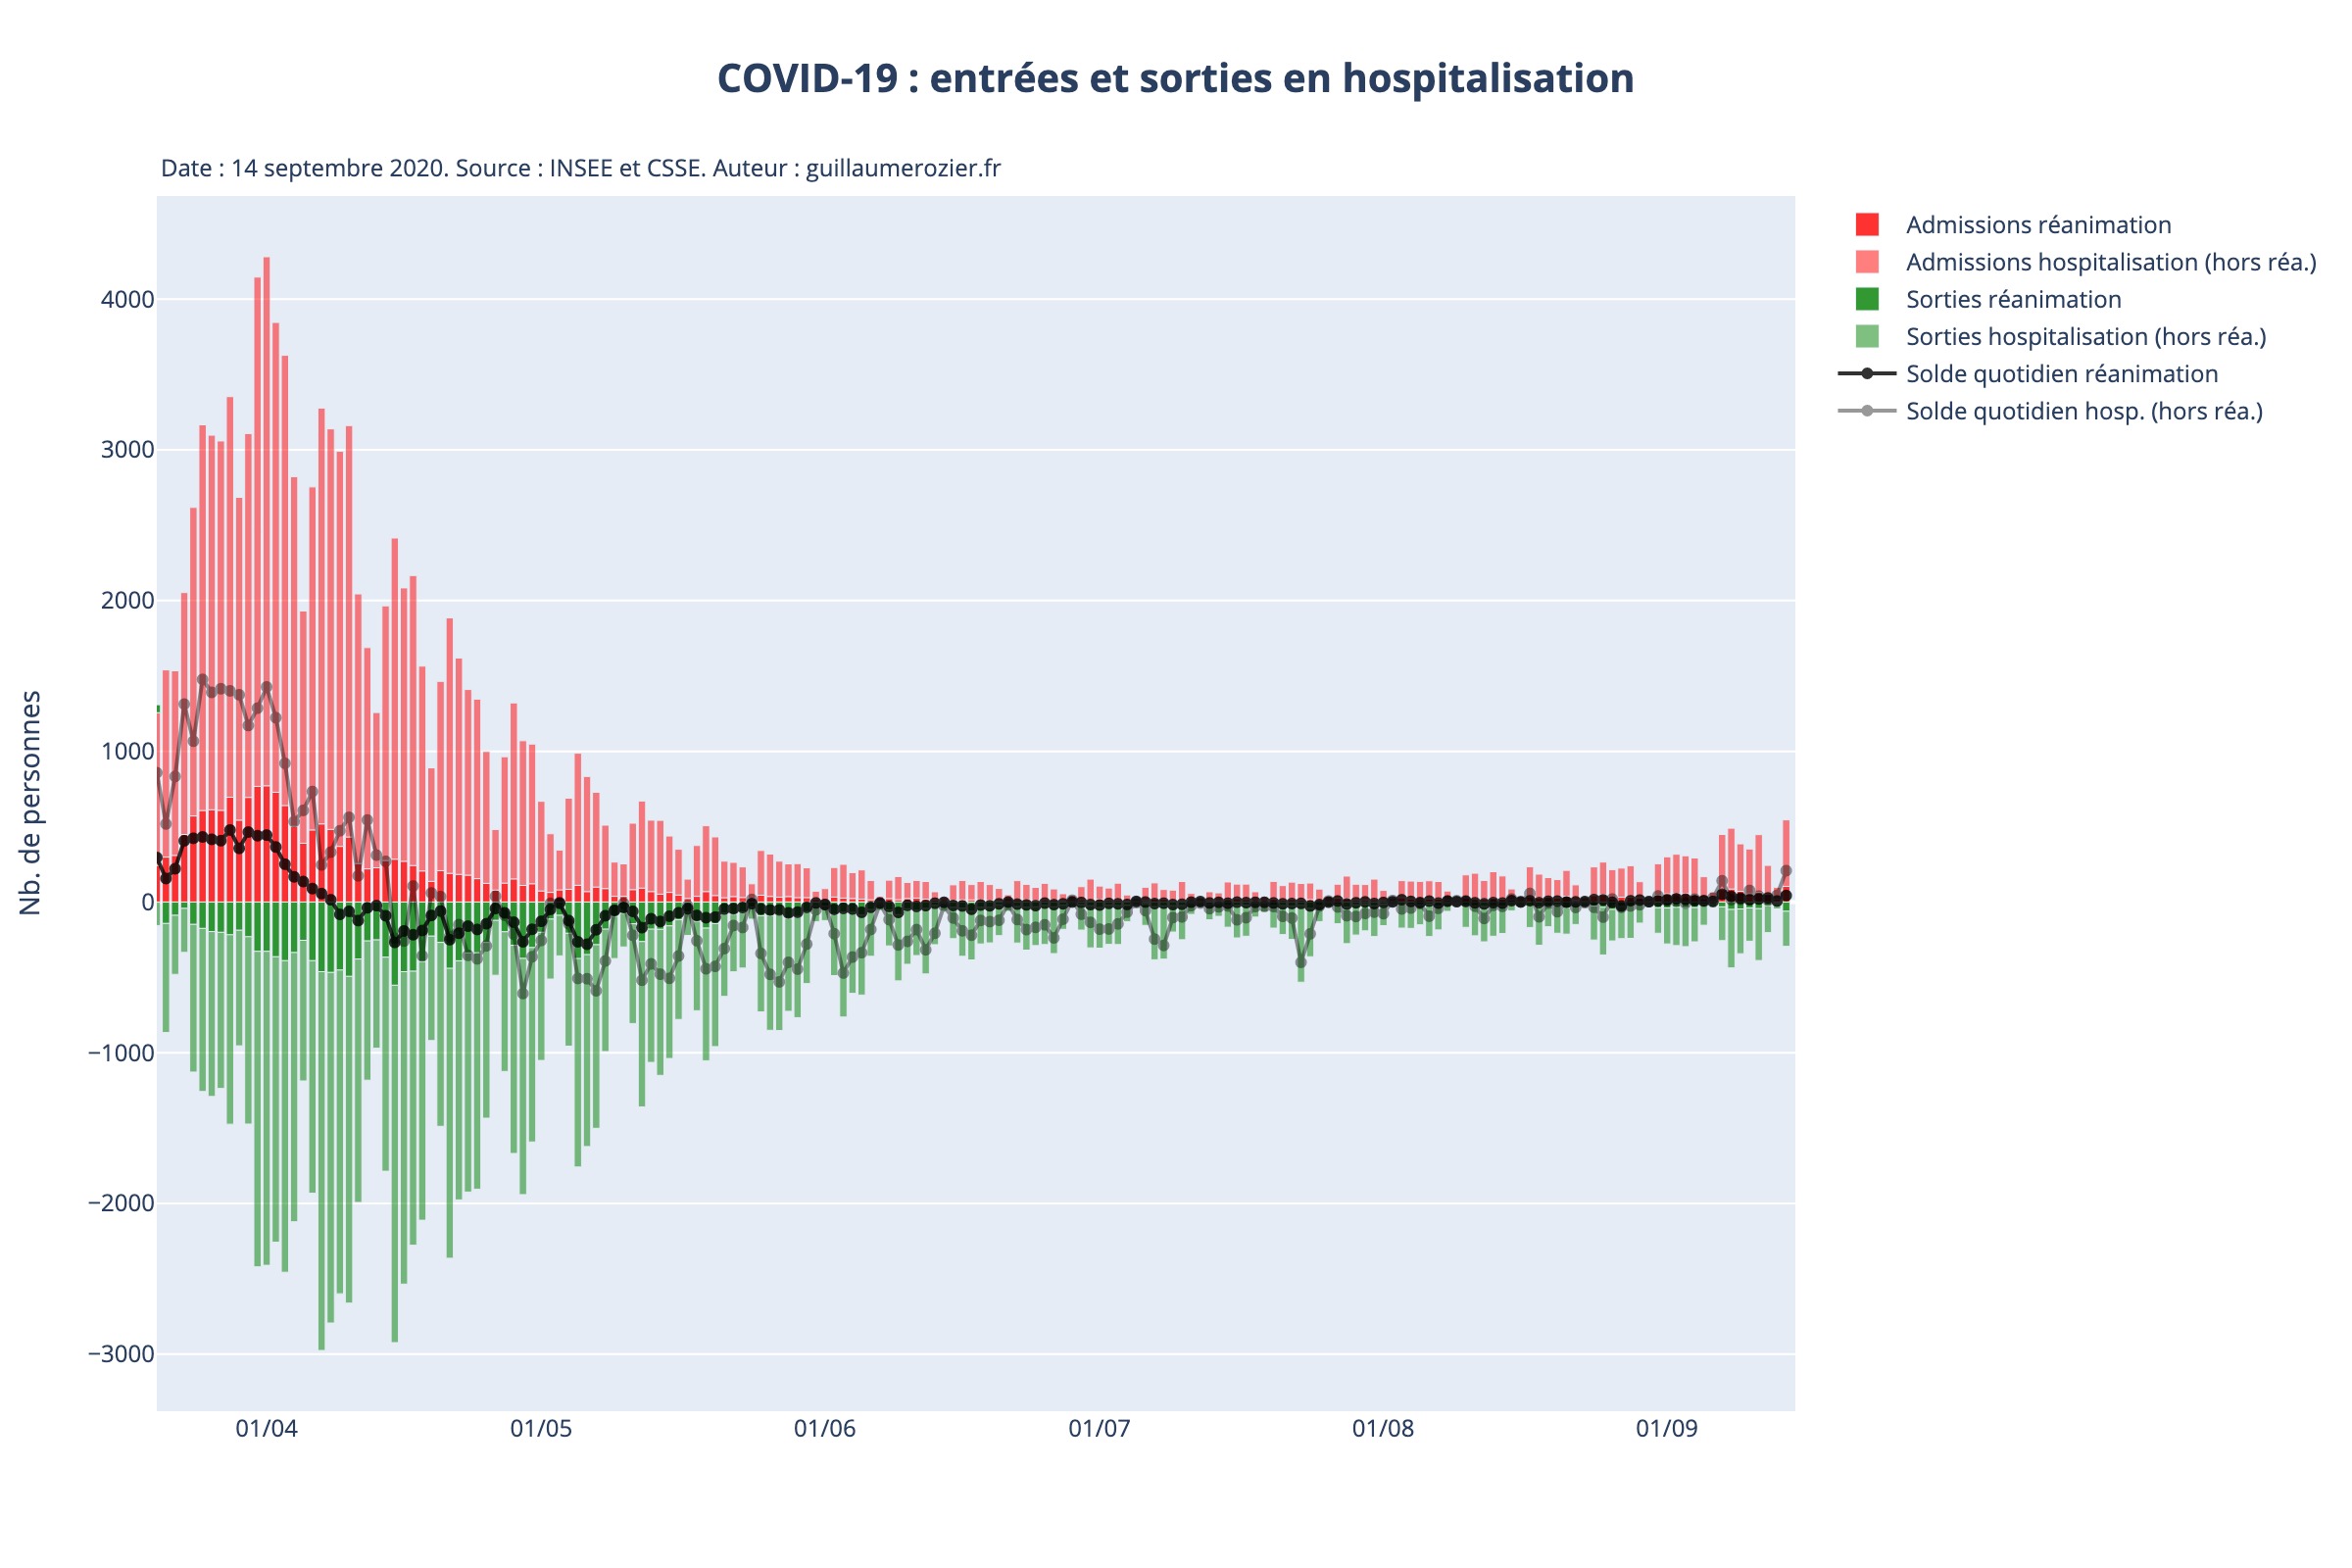 COVID-19 : entrées et sorties en hospitalisation
Date : 14 septembre 2020. Source : INSEE et CSSE. Auteur : guillaumerozier.fr
Admissions réanimation
Admissions hospitalisation (hors réa.)
Sorties réanimation
Sorties hospitalisation (hors réa.)
Solde quotidien réanimation
Solde quotidien hosp. (hors réa.)
Nb. de personnes
4000
3000
2000
1000
0
−1000
−2000
−3000
01/04 01/05 01/06 01/07 01/08 01/09